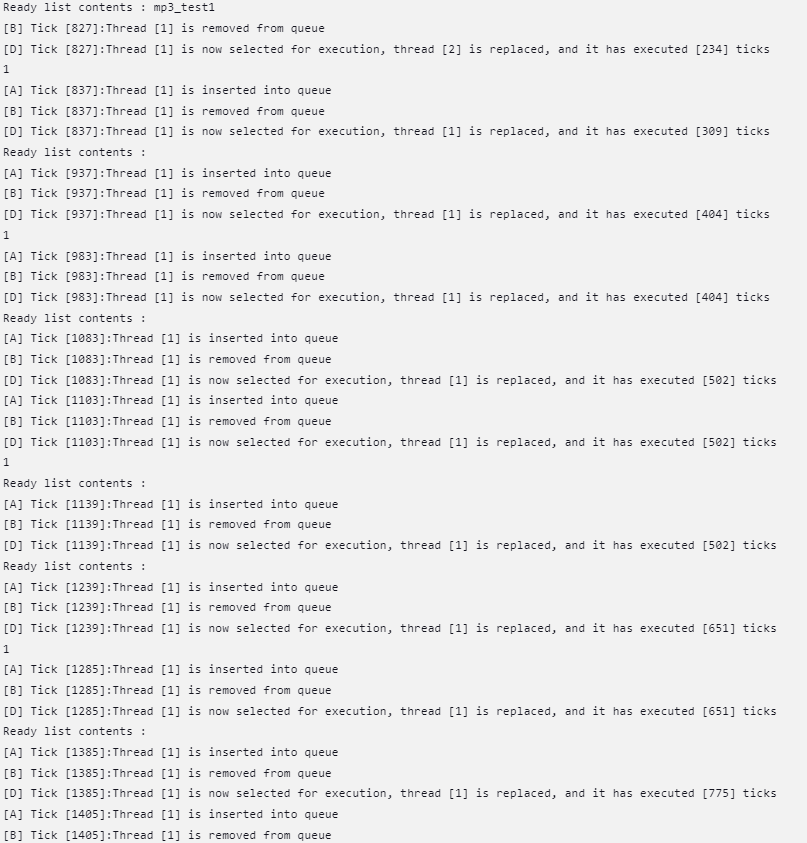 Ready list contents : mp3_test1
[B] Tick [827]:Thread [1] is removed from queue
[D] Tick [827]:Thread [1] is now selected for execution, thread [2] is replaced, and it has executed [234] ticks
1
[A] Tick [837]:Thread [1] is inserted into queue
[B] Tick [837]:Thread [1] is removed from queue
[D] Tick [837]:Thread [1] is now selected for execution, thread [1] is replaced, and it has executed [309] ticks
Ready list contents :
[A] Tick [937]:Thread [1] is inserted into queue
[B] Tick [937]:Thread [1] is removed from queue
[D] Tick [937]:Thread [1] is now selected for execution, thread [1] is replaced, and it has executed [404] ticks
1
[A] Tick [983]:Thread [1] is inserted into queue
[B] Tick [983]:Thread [1] is removed from queue
[D] Tick [983]:Thread [1] is now selected for execution, thread [1] is replaced, and it has executed [404] ticks
Ready list contents :
[A] Tick [1083]:Thread [1] is inserted into queue
[B] Tick [1083]:Thread [1] is removed from queue
[D] Tick [1083]:Thread [1] is now selected for execution, thread [1] is replaced, and it has executed [502] ticks
[A] Tick [1103]:Thread [1] is inserted into queue
[B] Tick [1103]:Thread [1] is removed from queue
[D] Tick [1103]:Thread [1] is now selected for execution, thread [1] is replaced, and it has executed [502] ticks
1
Ready list contents :
[A] Tick [1139]:Thread [1] is inserted into queue
[B] Tick [1139]:Thread [1] is removed from queue
[D] Tick [1139]:Thread [1] is now selected for execution, thread [1] is replaced, and it has executed [502] ticks
Ready list contents :
[A] Tick [1239]:Thread [1] is inserted into queue
[B] Tick [1239]:Thread [1] is removed from queue
[D] Tick [1239]:Thread [1] is now selected for execution, thread [1] is replaced, and it has executed [651] ticks
1
[A] Tick [1285]:Thread [1] is inserted into queue
[B] Tick [1285]:Thread [1] is removed from queue
[D] Tick [1285]:Thread [1] is now selected for execution, thread [1] is replaced, and it has executed [651] ticks
Ready list contents :
[A] Tick [1385]:Thread [1] is inserted into queue
[B] Tick [1385]:Thread [1] is removed from queue
[D] Tick [1385]:Thread [1] is now selected for execution, thread [1] is replaced, and it has executed [775] ticks
[A] Tick [1405]:Thread [1] is inserted into queue
[B] Tick [1405]:Thread [1] is removed from queue